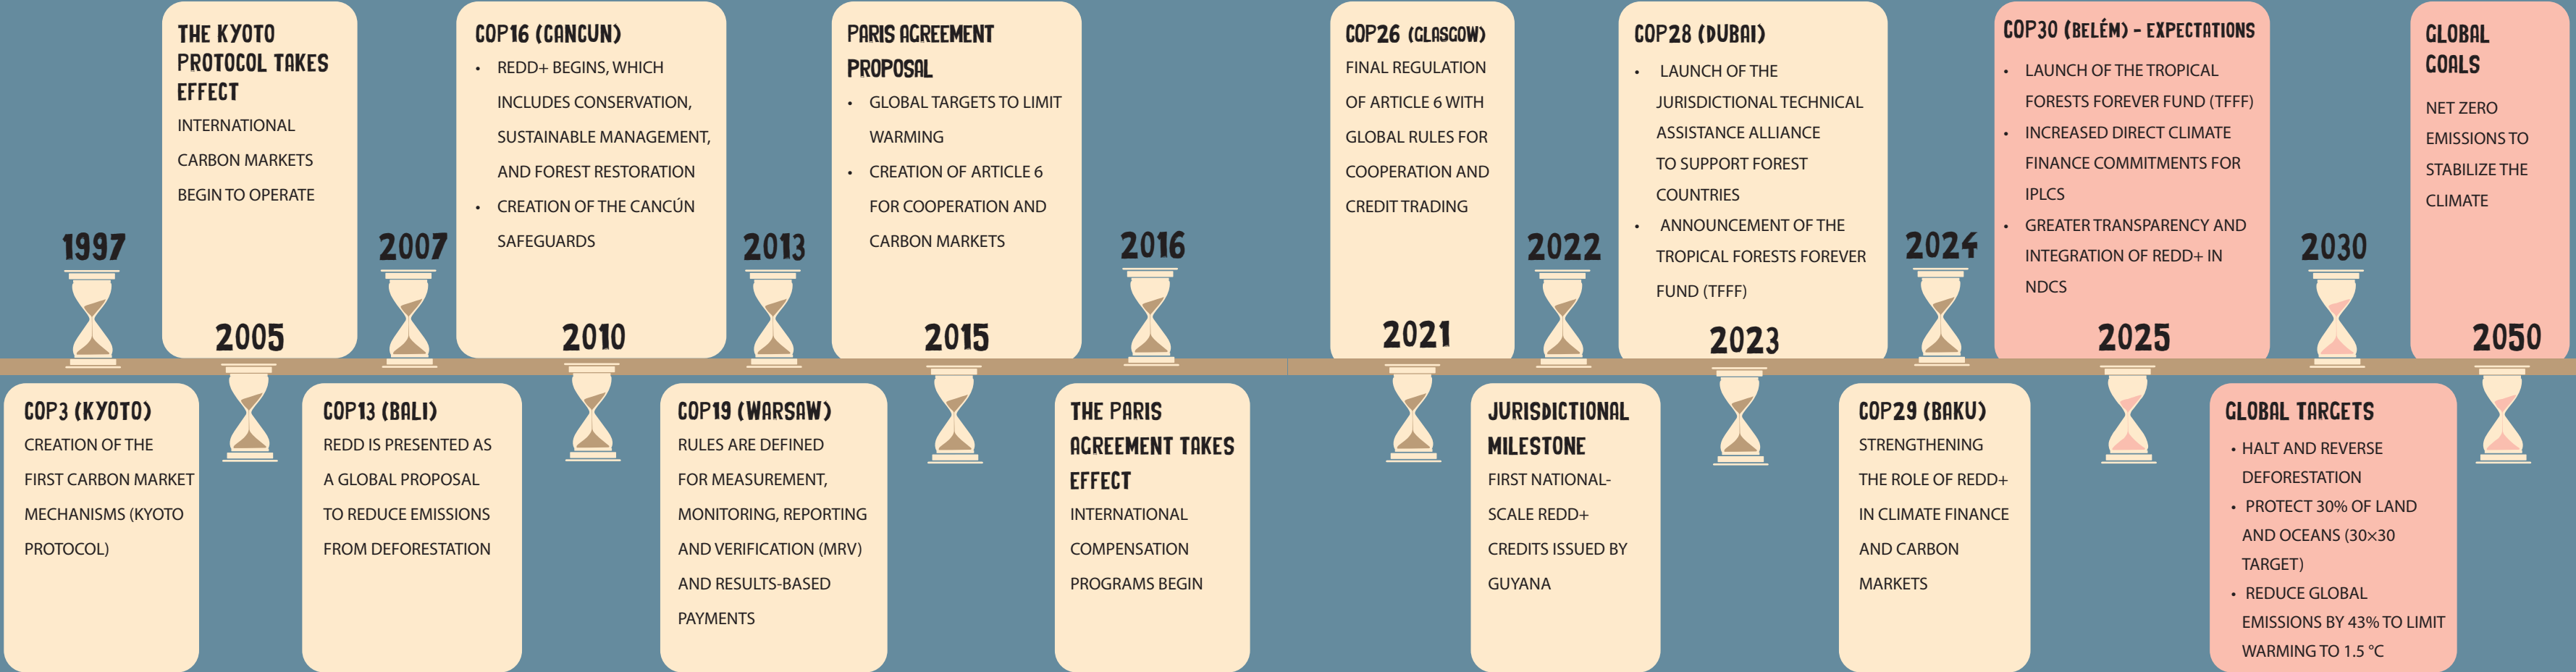 1997
COP3 (KYOTO)
CREATION OF THE
FIRST CARBON MARKET
MECHANISMS (KYOTO
PROTOCOL)
THE KYOTO
PROTOCOL TAKES
EFFECT
INTERNATIONAL
CARBON MARKETS
BEGIN TO OPERATE
2005
2007
COP13 (BALI)
REDD IS PRESENTED AS
A GLOBAL PROPOSAL
TO REDUCE EMISSIONS
FROM DEFORESTATION
COP16 (CANCUN)
• REDD+ BEGINS, WHICH
INCLUDES CONSERVATION,
SUSTAINABLE MANAGEMENT,
AND FOREST RESTORATION
• CREATION OF THE CANCÚN
SAFEGUARDS
2010
2013
COP19 (WARSAW)
RULES ARE DEFINED
FOR MEASUREMENT,
MONITORING, REPORTING
AND VERIFICATION (MRV)
AND RESULTS-BASED
PAYMENTS
PARIS AGREEMENT
PROPOSAL
• GLOBAL TARGETS TO LIMIT
WARMING
• CREATION OF ARTICLE 6
FOR COOPERATION AND
CARBON MARKETS
2015
2016
THE PARIS
AGREEMENT TAKES
EFFECT
INTERNATIONAL
COMPENSATION
PROGRAMS BEGIN
COP26 (GLASGOW)
FINAL REGULATION
OF ARTICLE 6 WITH
GLOBAL RULES FOR
COOPERATION AND
CREDIT TRADING
2021
2022
JURISDICTIONAL
MILESTONE
FIRST NATIONAL-
SCALE REDD+
CREDITS ISSUED BY
GUYANA
COP28 (DUBAI)
• LAUNCH OF THE
JURISDICTIONAL TECHNICAL
ASSISTANCE ALLIANCE
TO SUPPORT FOREST
COUNTRIES
• ANNOUNCEMENT OF THE
TROPICAL FORESTS FOREVER
FUND (TFFF)
2023
2024
COP29 (BAKU)
STRENGTHENING
THE ROLE OF REDD+
IN CLIMATE FINANCE
AND CARBON
MARKETS
COP30 (BELÉM) - EXPECTATIONS
• LAUNCH OF THE TROPICAL
FORESTS FOREVER FUND (TFFF)
• INCREASED DIRECT CLIMATE
FINANCE COMMITMENTS FOR
IPLCS
• GREATER TRANSPARENCY AND
INTEGRATION OF REDD+ IN
NDCS
2025
2030
GLOBAL TARGETS
• HALT AND REVERSE
DEFORESTATION
• PROTECT 30% OF LAND
AND OCEANS (30×30
TARGET)
• REDUCE GLOBAL
EMISSIONS BY 43% TO LIMIT
WARMING TO 1.5 °C
GLOBAL
GOALS
NET ZERO
EMISSIONS TO
STABILIZE THE
CLIMATE
2050